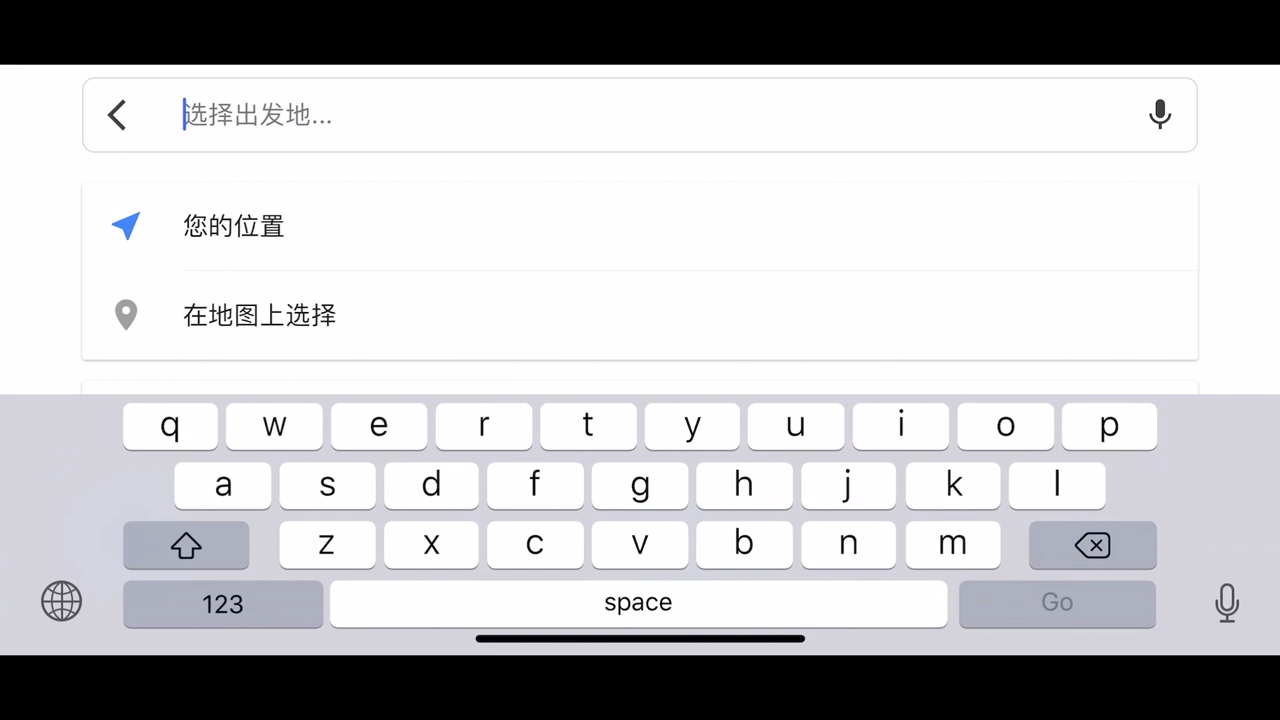 选择出发地...
您的位置
在地图上选择
q w e r t y u i o p
a s d f g h j k l
z x c v b n m
123 space Go